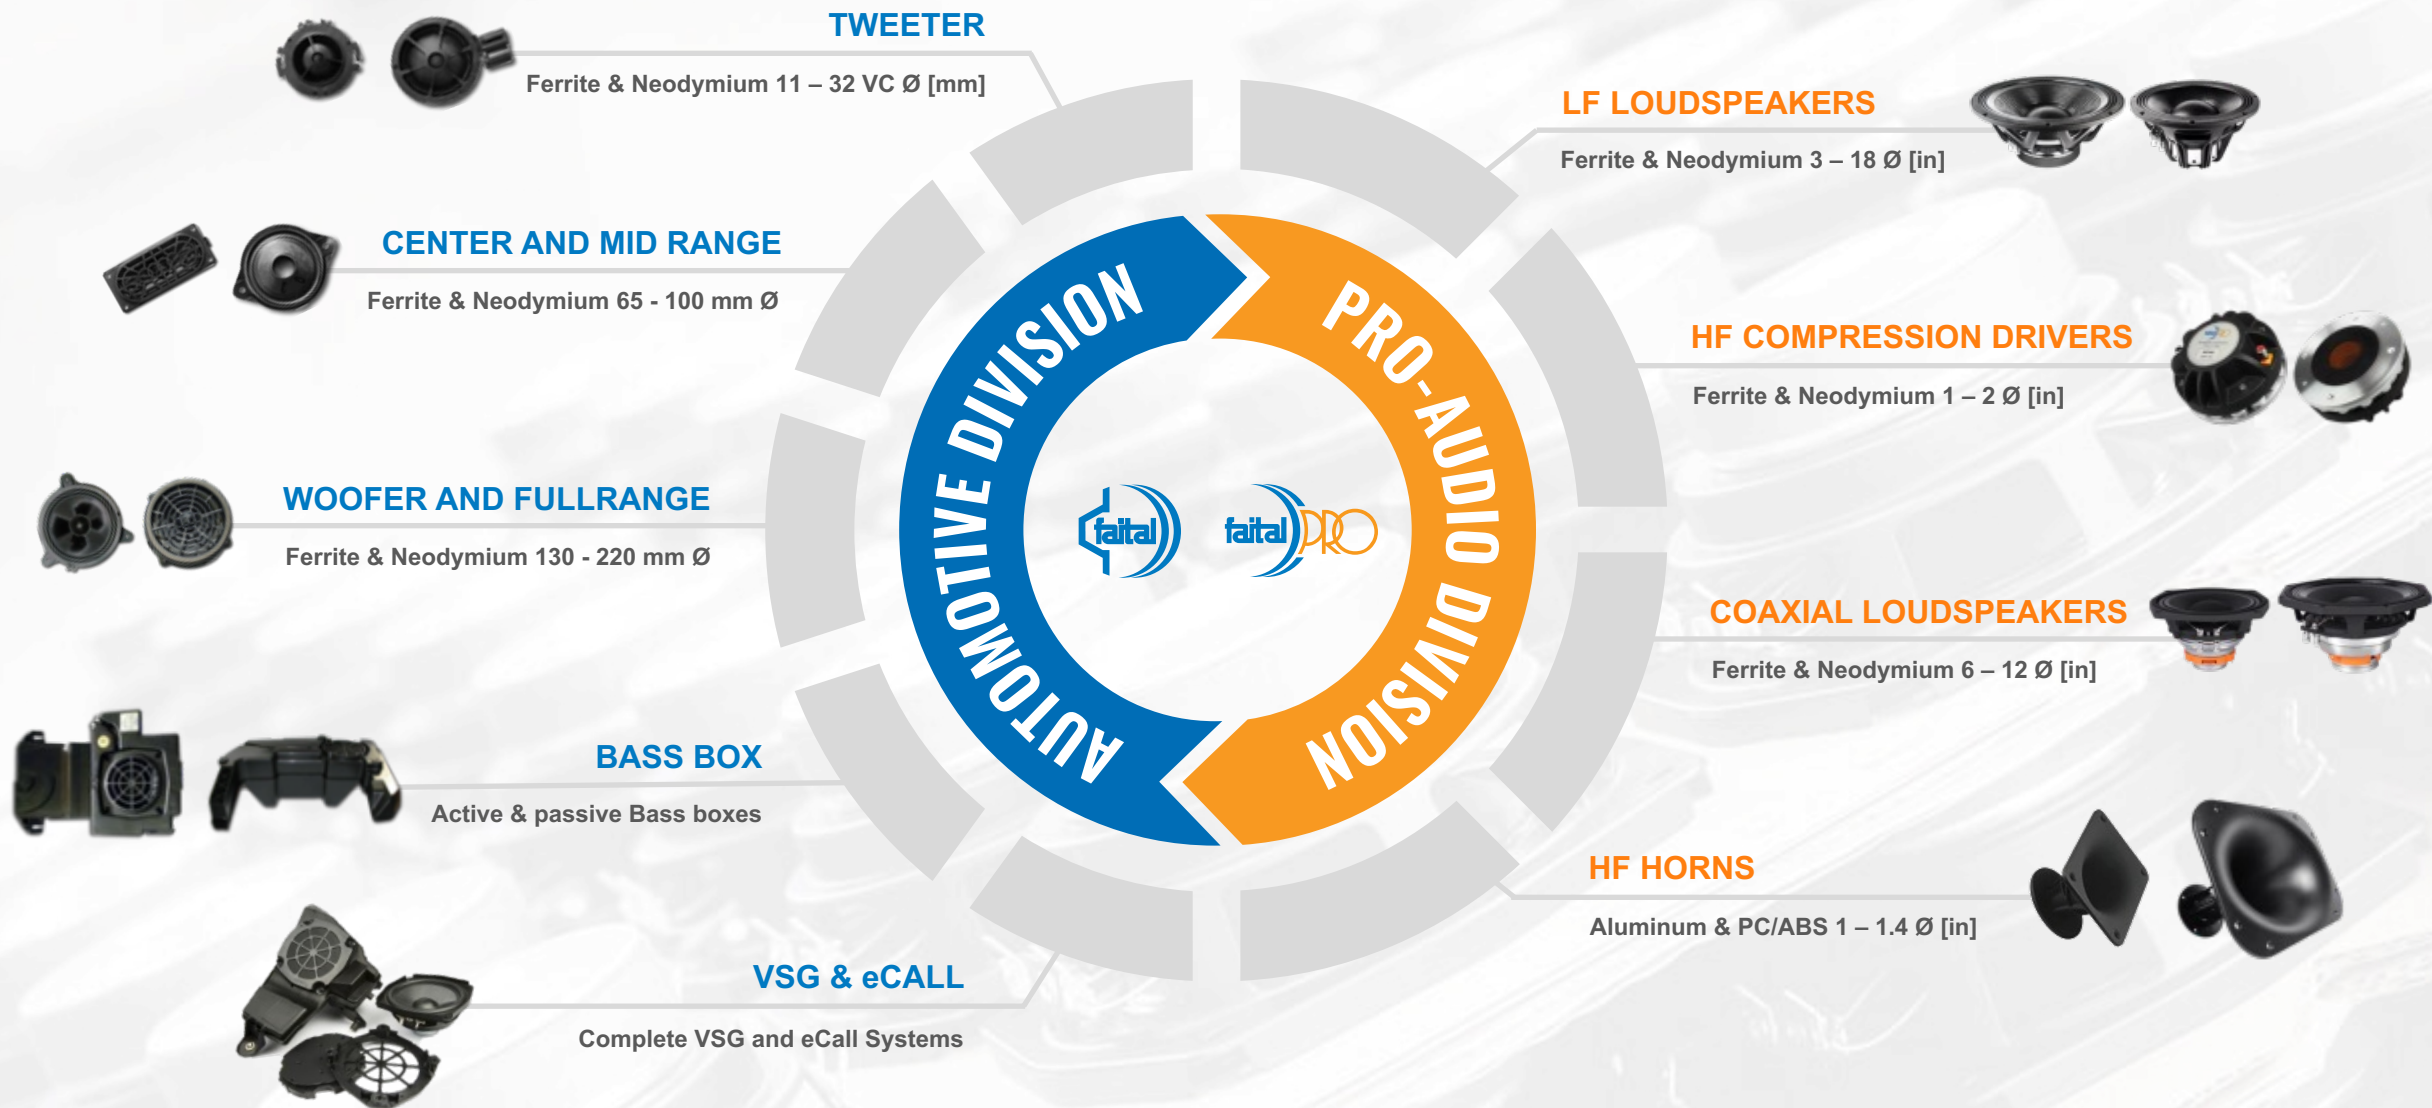 TWEETER
Ferrite & Neodymium 11 – 32 VC Ø [mm]
CENTER AND MID RANGE
Ferrite & Neodymium 65 - 100 mm Ø
WOOFER AND FULLRANGE
Ferrite & Neodymium 130 - 220 mm Ø
BASS BOX
Active & passive Bass boxes
VSG & eCALL
Complete VSG and eCall Systems
AUTOMOTIVE DIVISION
faital
faital PRO
PRO-AUDIO DIVISION
LF LOUDSPEAKERS
Ferrite & Neodymium 3 – 18 Ø [in]
HF COMPRESSION DRIVERS
Ferrite & Neodymium 1 – 2 Ø [in]
COAXIAL LOUDSPEAKERS
Ferrite & Neodymium 6 – 12 Ø [in]
HF HORNS
Aluminum & PC/ABS 1 – 1.4 Ø [in]